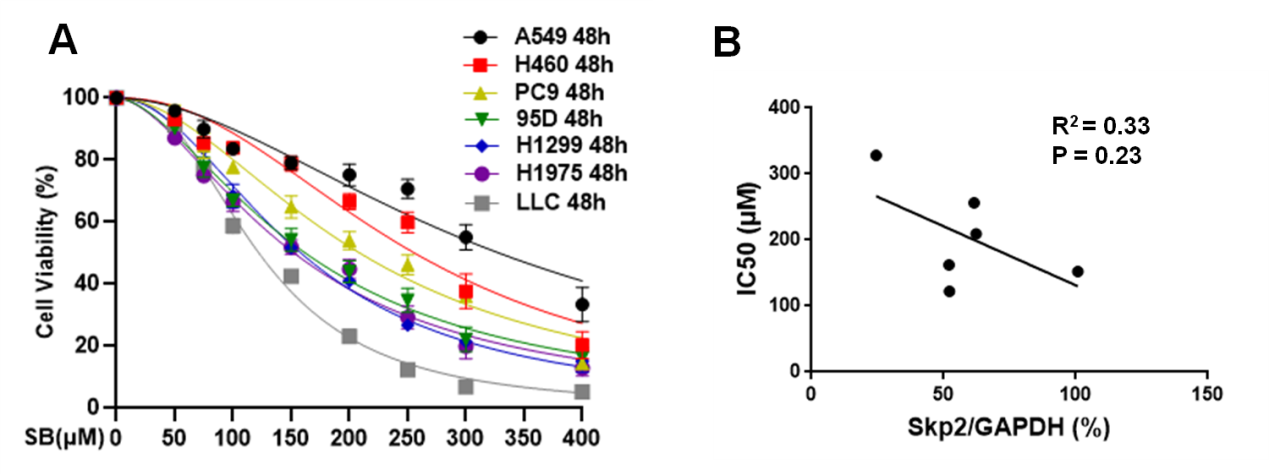 A
A549 48h
H460 48h
PC9 48h
95D 48h
H1299 48h
H1975 48h
LLC 48h
Cell Viability (%)
100
80
60
40
20
0
SB(μM) 0 50 100 150 200 250 300 350 400
B
R² = 0.33
P = 0.23
IC50 (μM)
400
300
200
100
0
0 50 100 150
Skp2/GAPDH (%)